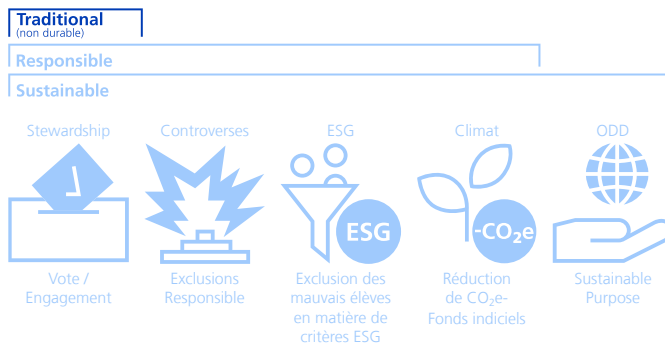 Traditional
(non durable)
Responsible
Sustainable
Stewardship
Controverses
ESG
Climat
ODD
ESG
-CO₂e
Vote /
Engagement
Exclusions
Responsible
Exclusion des
mauvais élèves
en matière de
critères ESG
Réduction
de CO₂e-
Fonds indiciels
Sustainable
Purpose